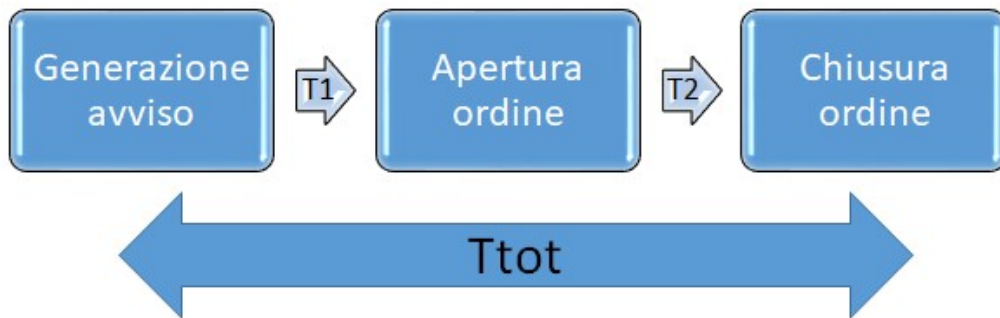 Generazione
avviso
T1
Apertura
ordine
T2
Chiusura
ordine
Ttot